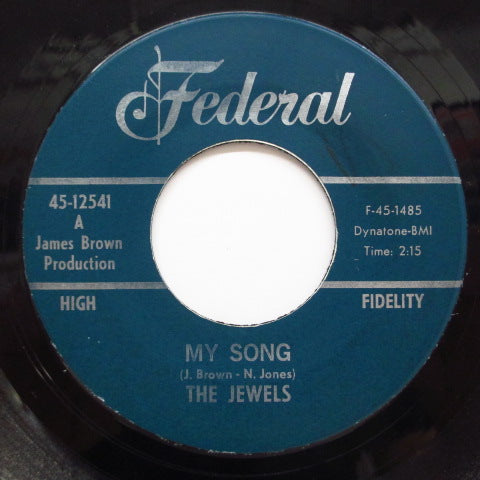 Federal
45-12541
A
James Brown
Production
F-45-1485
Dynatone-BMI
Time: 2:15
HIGH FIDELITY
MY SONG
(J. Brown - N. Jones)
THE JEWELS